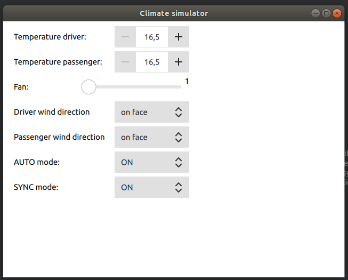 Climate simulator
Temperature driver: − 16,5 +
Temperature passenger: − 16,5 +
Fan: 1
Driver wind direction on face
Passenger wind direction on face
AUTO mode: ON
SYNC mode: ON